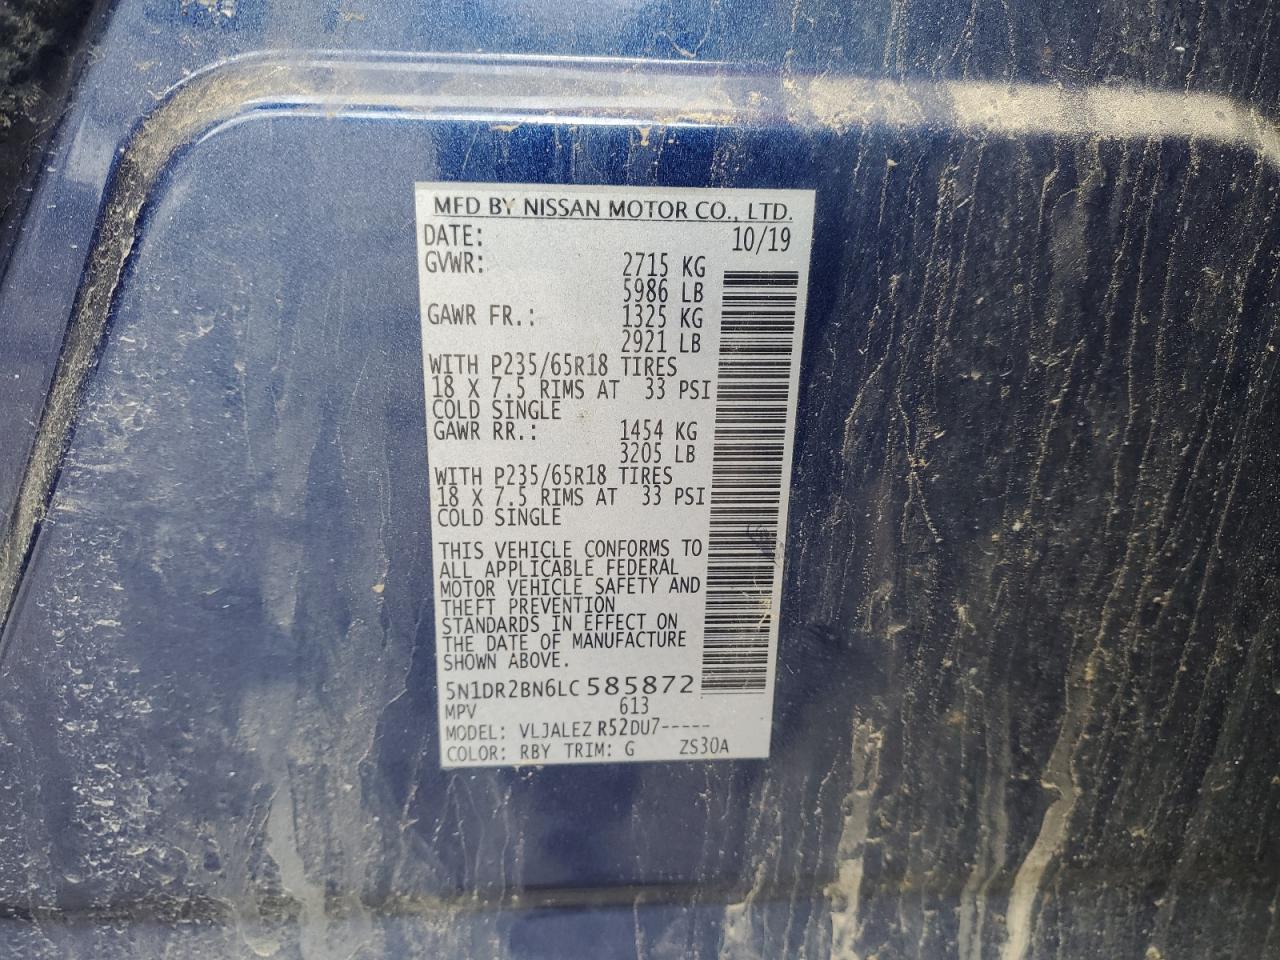 MFD BY NISSAN MOTOR CO., LTD.
DATE: 10/19
GVWR: 2715 KG
5986 LB
GAWR FR.: 1325 KG
2921 LB
WITH P235/65R18 TIRES
18 X 7.5 RIMS AT 33 PSI
COLD SINGLE
GAWR RR.: 1454 KG
3205 LB
WITH P235/65R18 TIRES
18 X 7.5 RIMS AT 33 PSI
COLD SINGLE
THIS VEHICLE CONFORMS TO
ALL APPLICABLE FEDERAL
MOTOR VEHICLE SAFETY AND
THEFT PREVENTION
STANDARDS IN EFFECT ON
THE DATE OF MANUFACTURE
SHOWN ABOVE.
5N1DR2BN6LC 585872
MPV 613
MODEL: VLJALEZ R52DU7-----
COLOR: RBY TRIM: G ZS30A